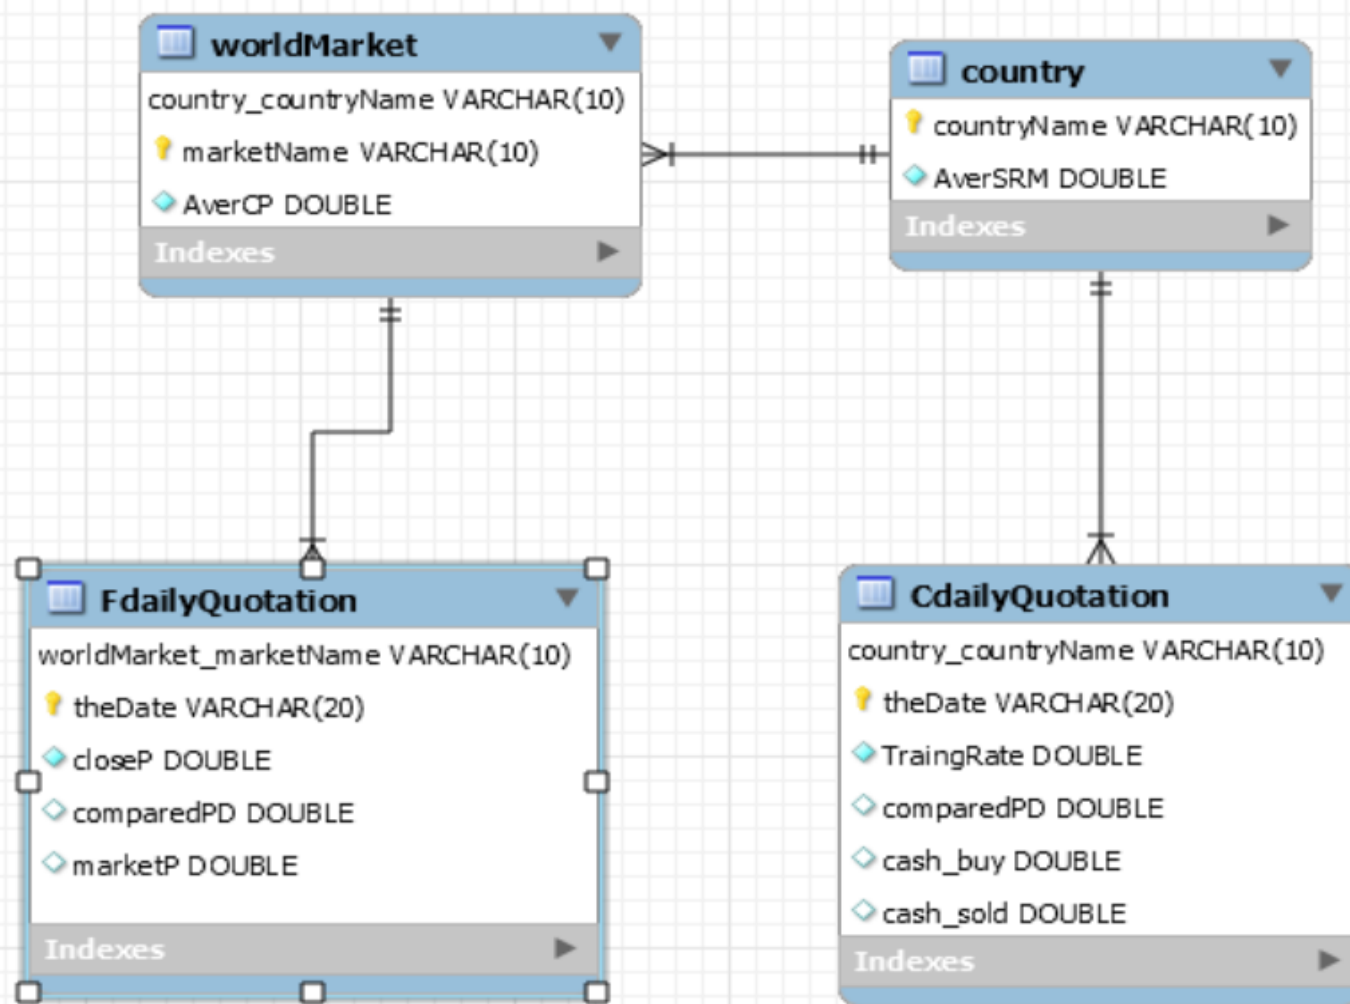 worldMarket
country_countryName VARCHAR(10)
marketName VARCHAR(10)
AverCP DOUBLE
Indexes
country
countryName VARCHAR(10)
AverSRM DOUBLE
Indexes
FdailyQuotation
worldMarket_marketName VARCHAR(10)
theDate VARCHAR(20)
closeP DOUBLE
comparedPD DOUBLE
marketP DOUBLE
Indexes
CdailyQuotation
country_countryName VARCHAR(10)
theDate VARCHAR(20)
TraingRate DOUBLE
comparedPD DOUBLE
cash_buy DOUBLE
cash_sold DOUBLE
Indexes